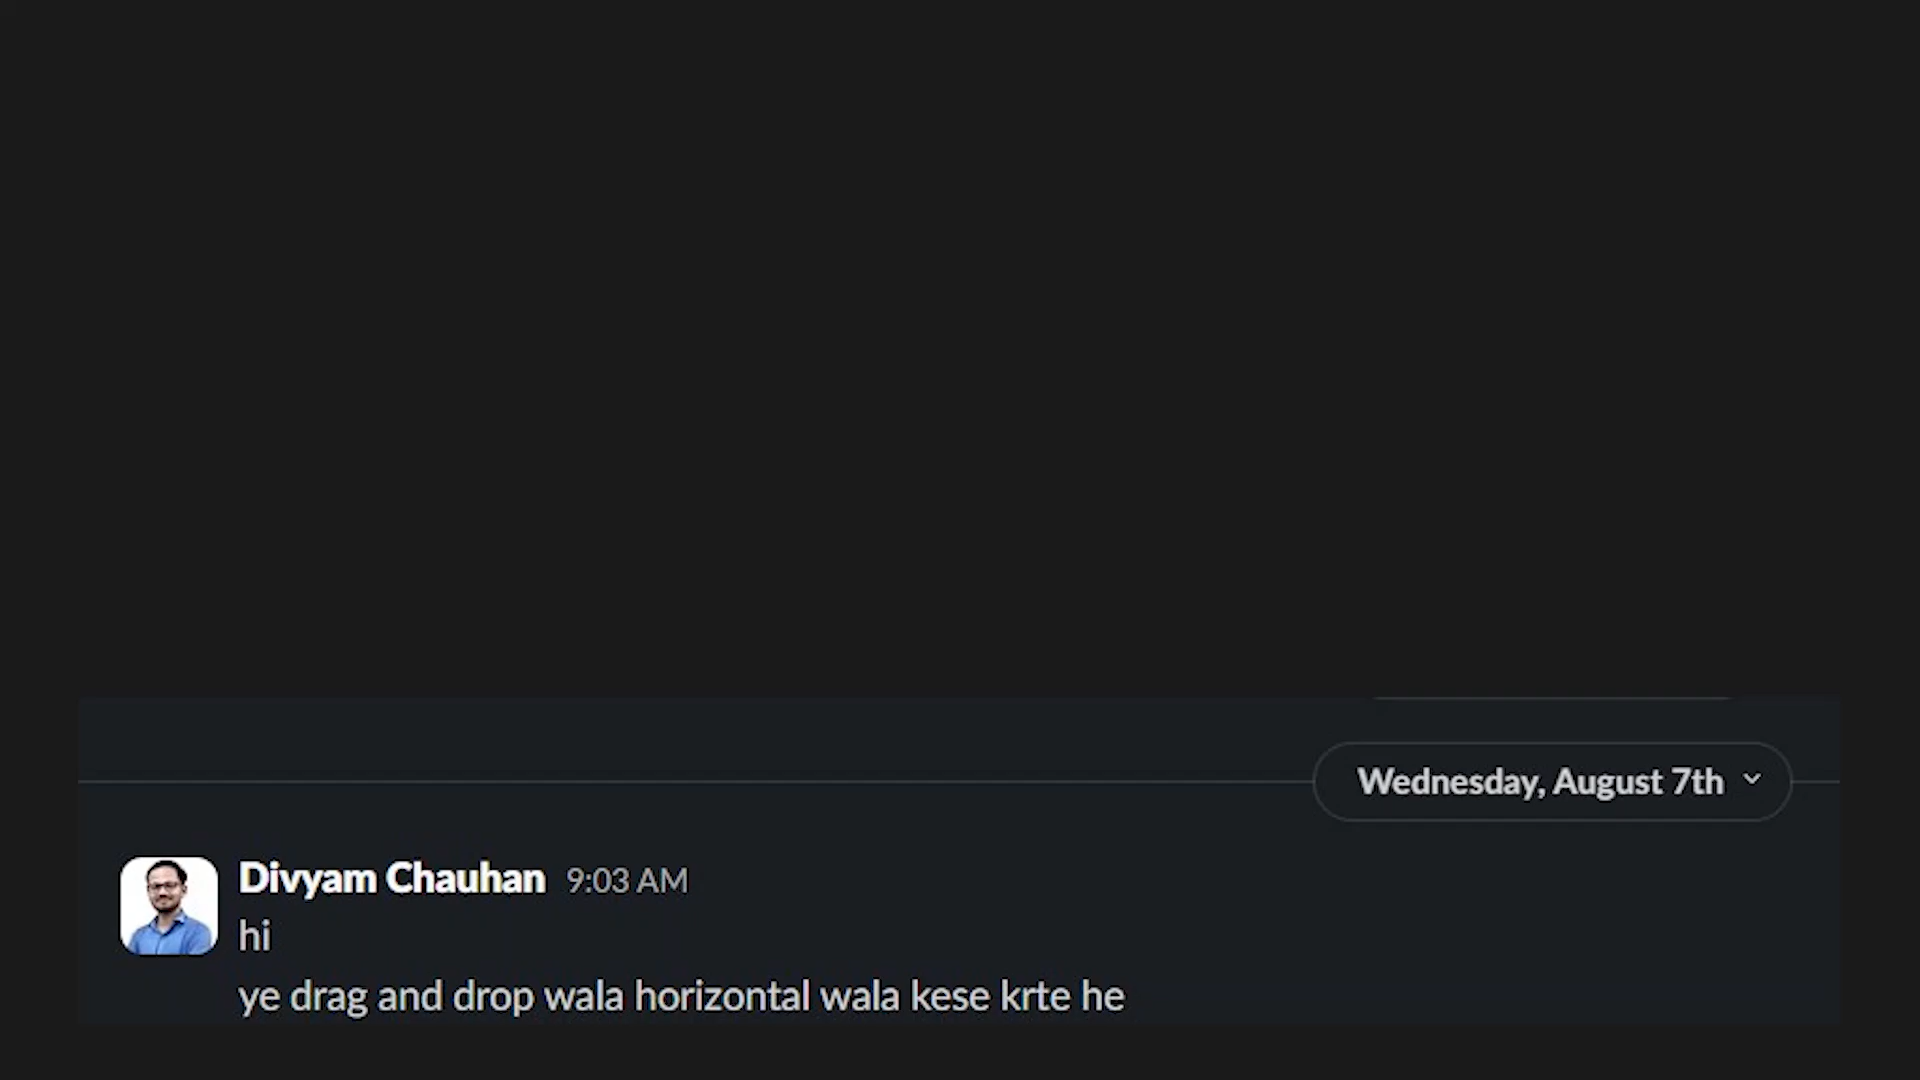 Wednesday, August 7th
Divyam Chauhan 9:03 AM
hi
ye drag and drop wala horizontal wala kese krte he